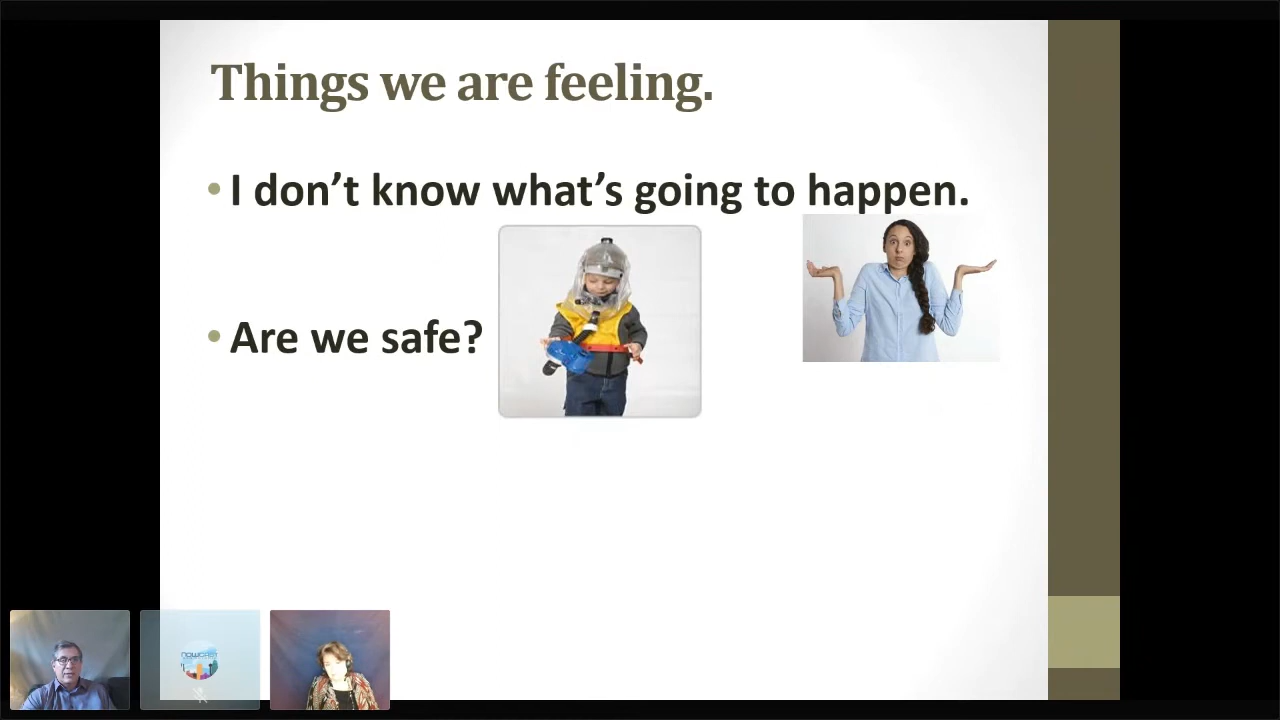 Things we are feeling.
• I don’t know what’s going to happen.
• Are we safe?